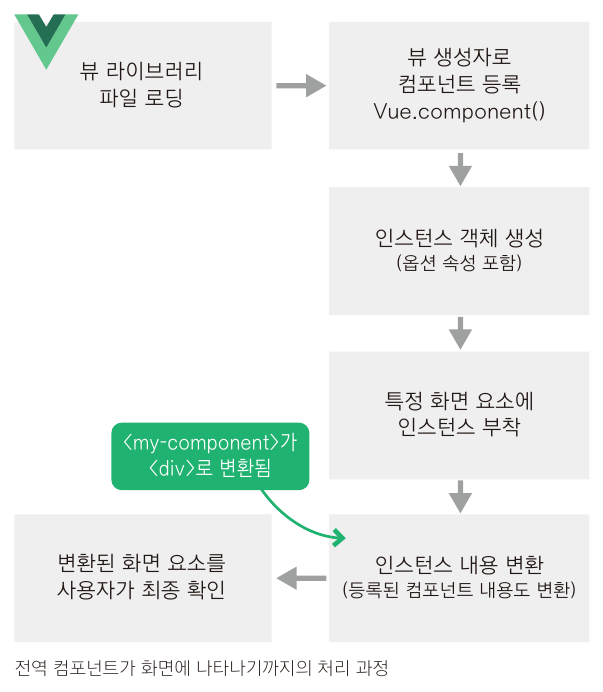 뷰 라이브러리
파일 로딩
뷰 생성자로
컴포넌트 등록
Vue.component()
인스턴스 객체 생성
(옵션 속성 포함)
특정 화면 요소에
인스턴스 부착
<my-component>가
<div>로 변환됨
인스턴스 내용 변환
(등록된 컴포넌트 내용도 변환)
변환된 화면 요소를
사용자가 최종 확인
전역 컴포넌트가 화면에 나타나기까지의 처리 과정